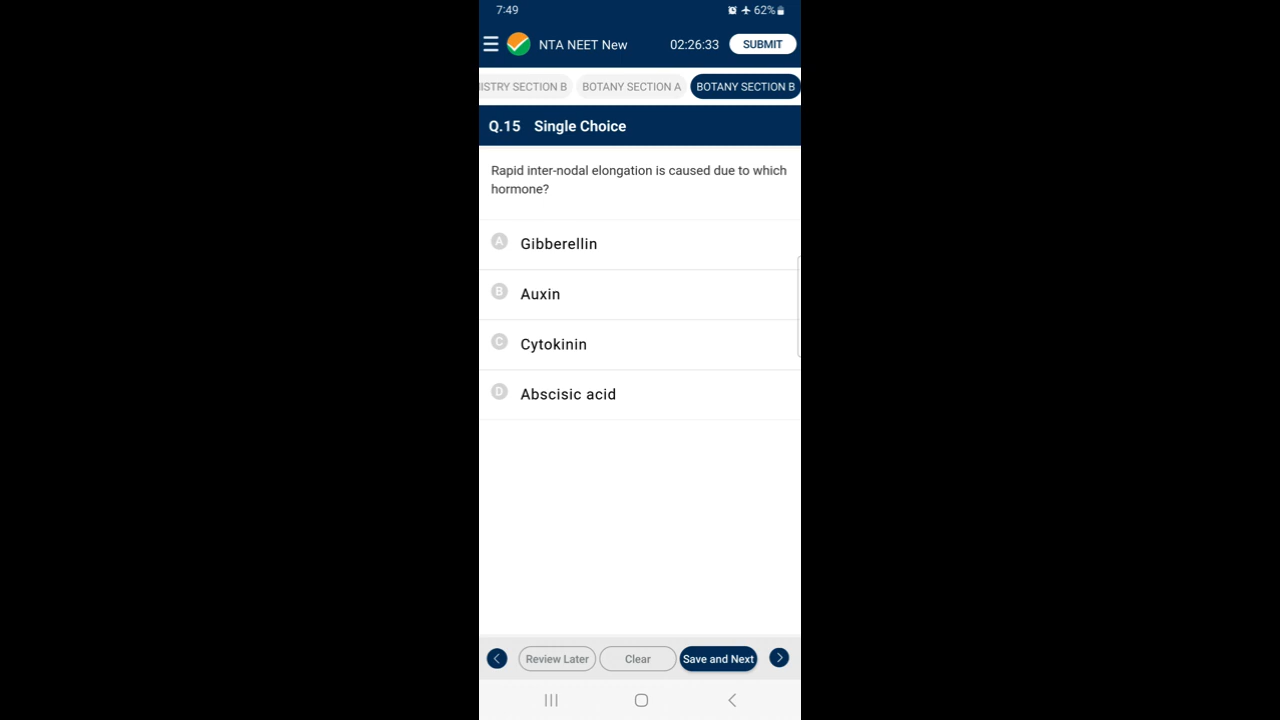 7:49 62%
NTA NEET New 02:26:33 SUBMIT
ISTRY SECTION B BOTANY SECTION A BOTANY SECTION B
Q.15 Single Choice
Rapid inter-nodal elongation is caused due to which
hormone?
A Gibberellin
B Auxin
C Cytokinin
D Abscisic acid
Review Later Clear Save and Next